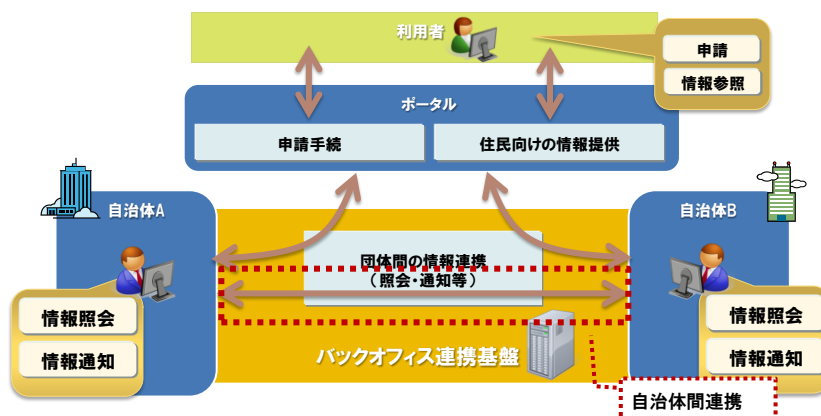 利用者
申請
情報参照
ポータル
申請手続
住民向けの情報提供
自治体A
自治体B
団体間の情報連携
（照会・通知等）
情報照会
情報通知
情報照会
情報通知
バックオフィス連携基盤
自治体間連携